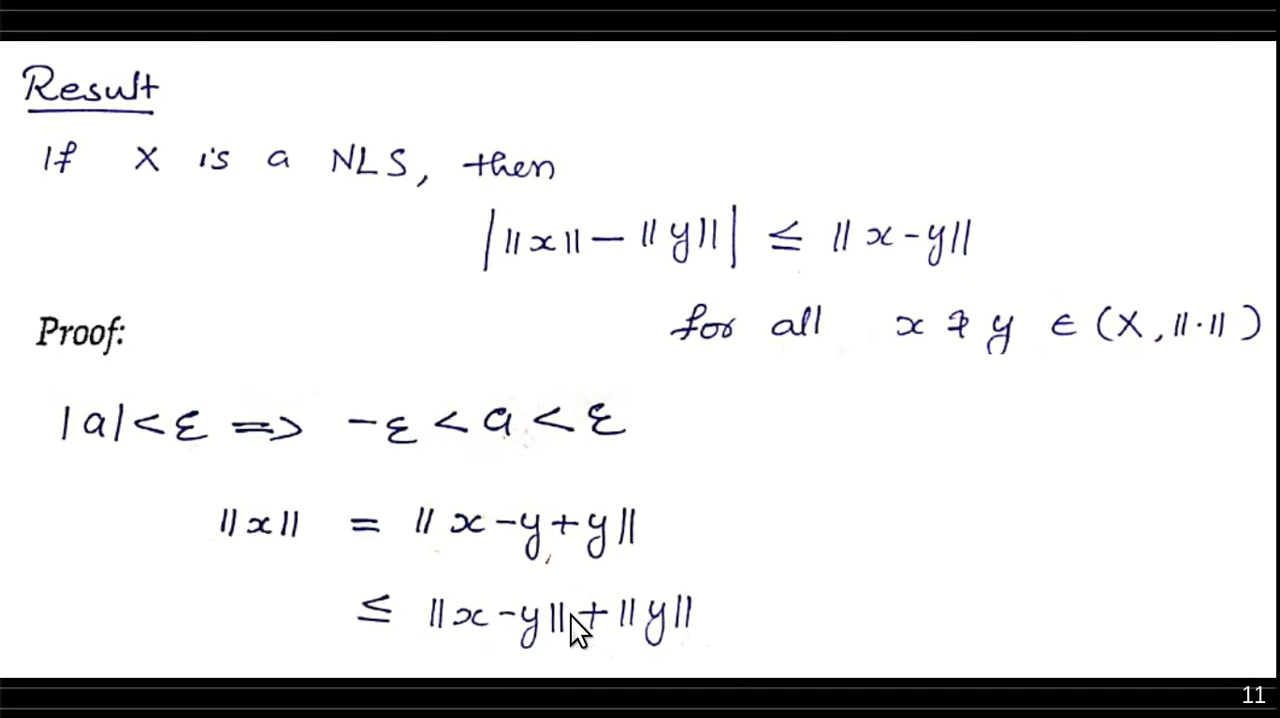 Result
If X is a NLS, then
|‖x‖ − ‖y‖| ≤ ‖x − y‖
for all x & y ∈ (X, ‖·‖)
Proof:
|a| < ε ⇒ −ε < a < ε
‖x‖ = ‖x − y + y‖
≤ ‖x − y‖ + ‖y‖
11